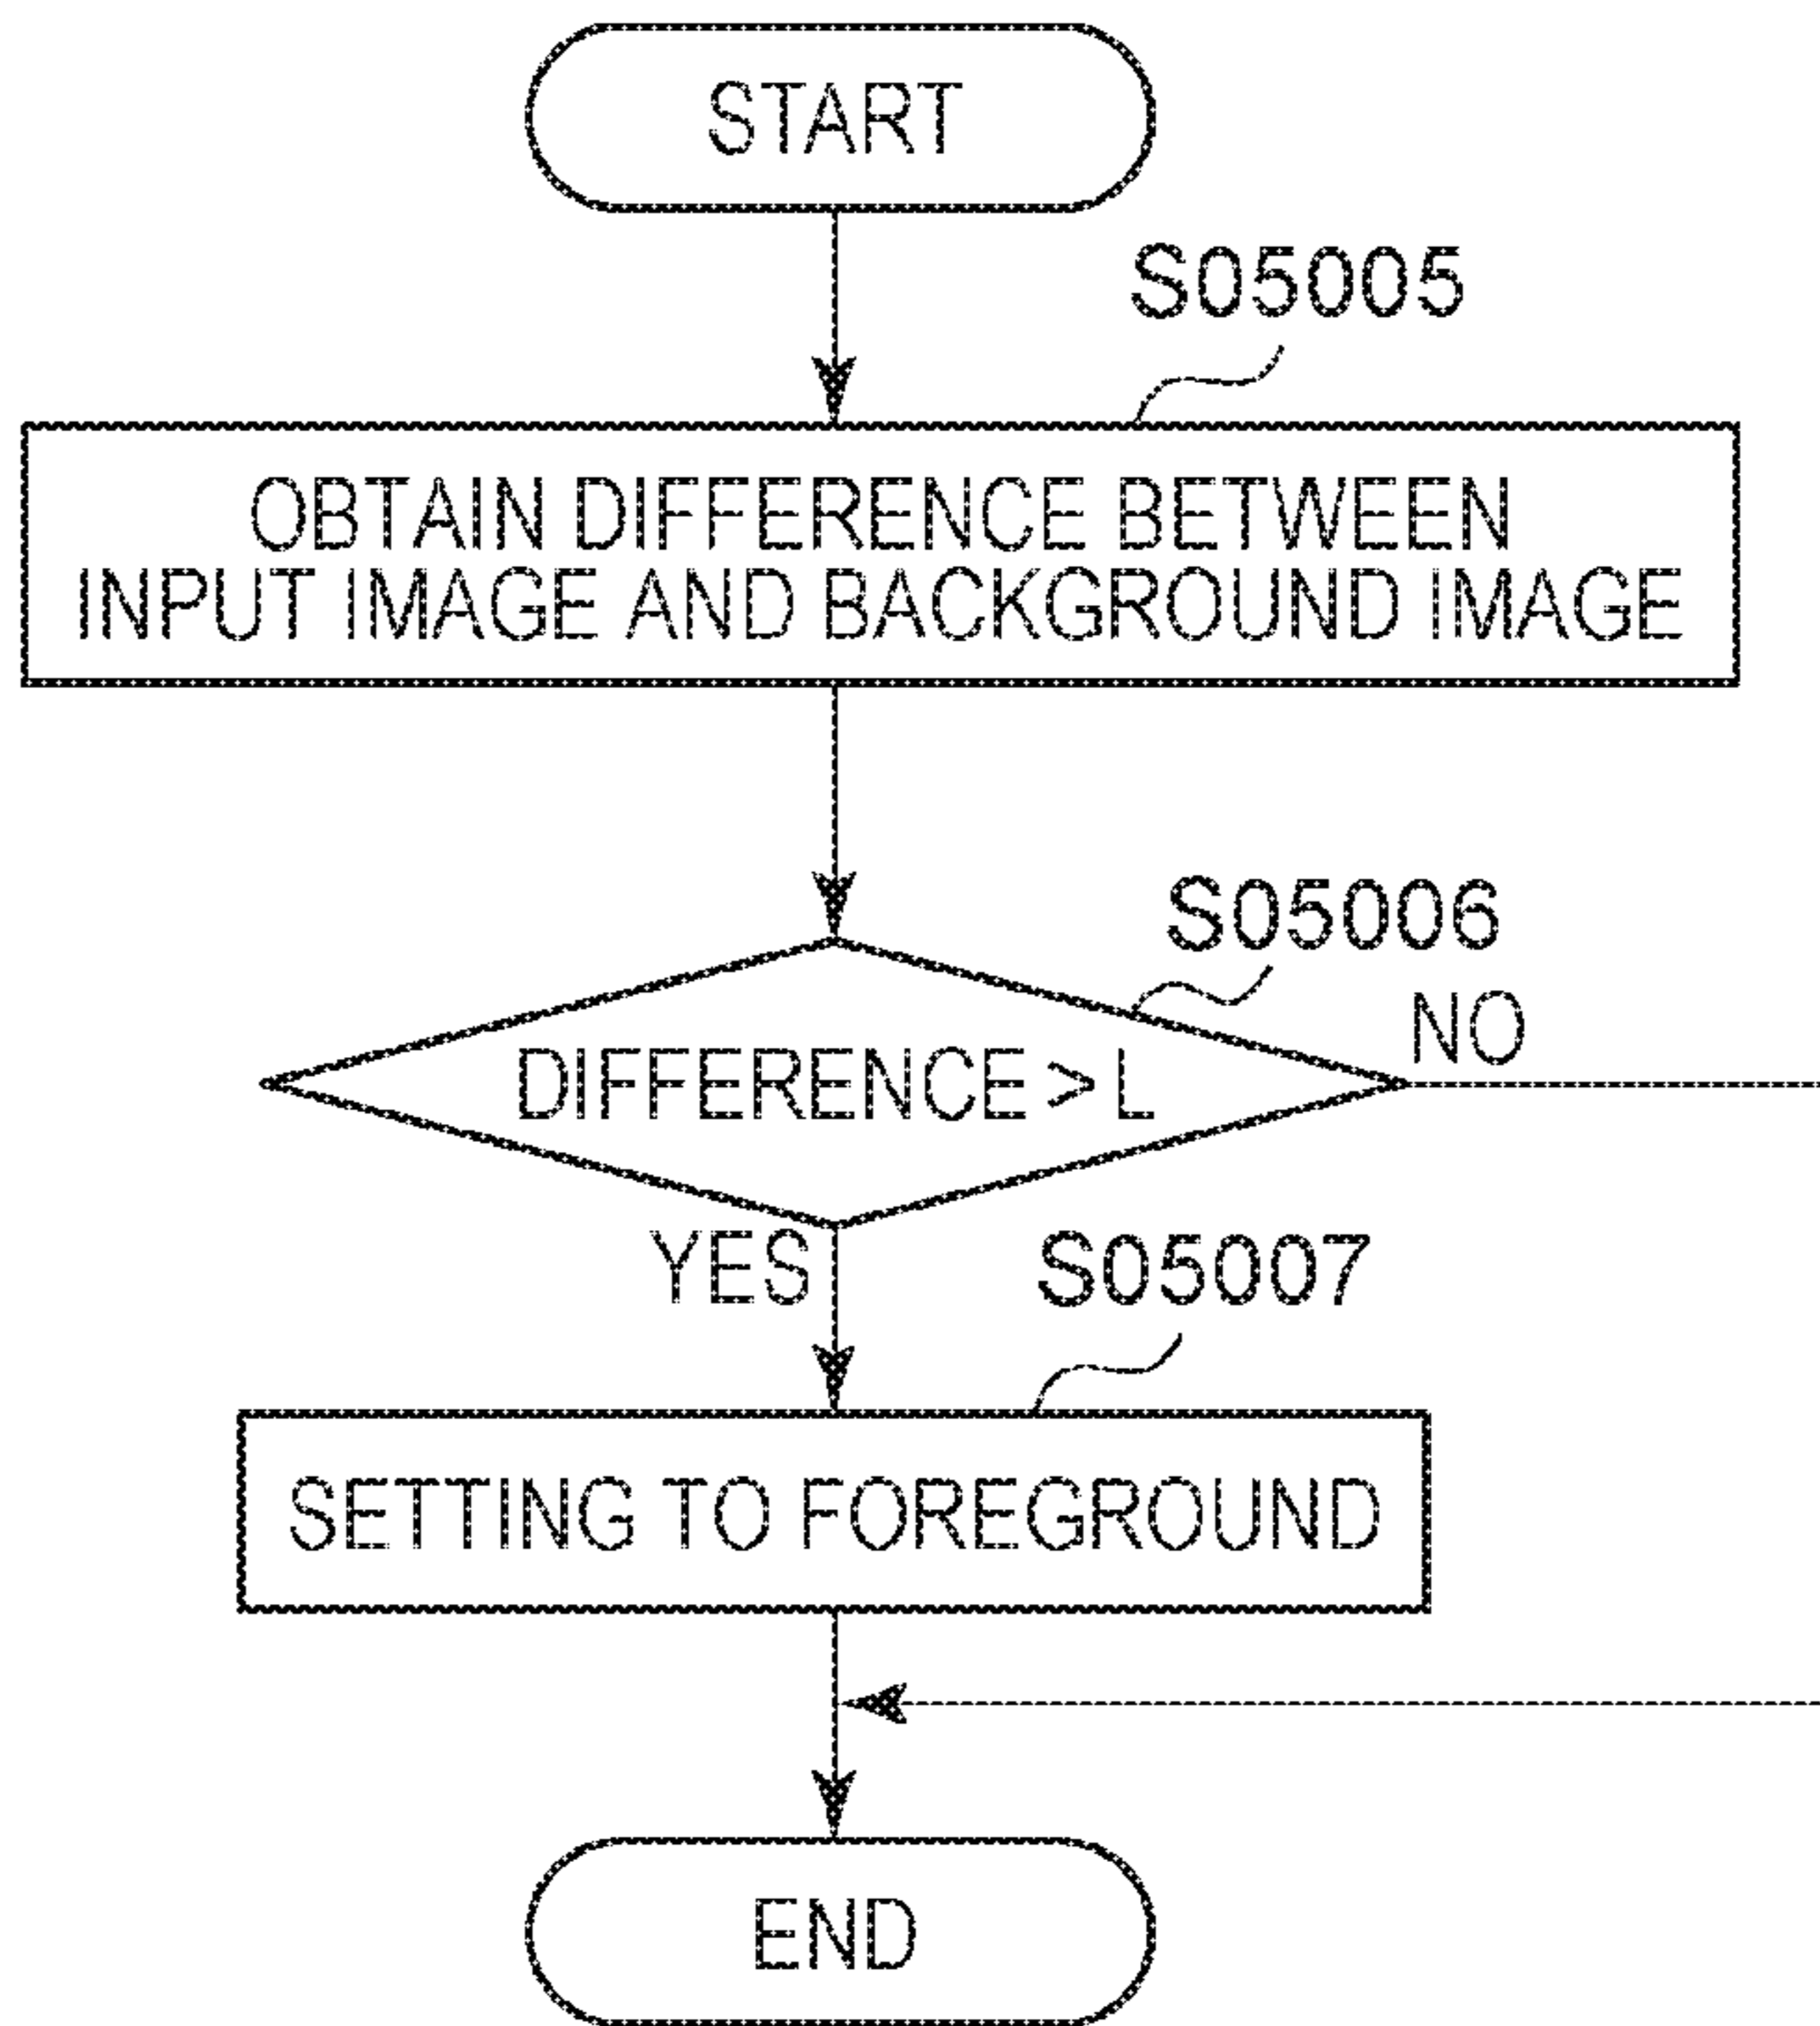 START
S05005
OBTAIN DIFFERENCE BETWEEN
INPUT IMAGE AND BACKGROUND IMAGE
S05006
NO
DIFFERENCE > L
YES
S05007
SETTING TO FOREGROUND
END